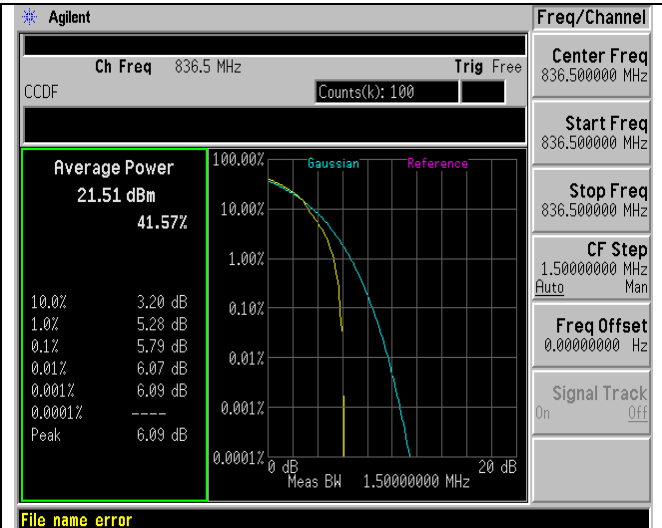 Agilent
Freq/Channel
Ch Freq 836.5 MHz Trig Free
CCDF Counts(k): 100
Average Power
21.51 dBm
41.57%
10.0% 3.20 dB
1.0% 5.28 dB
0.1% 5.79 dB
0.01% 6.07 dB
0.001% 6.09 dB
0.0001% ----
Peak 6.09 dB
Gaussian Reference
100.00%
10.00%
1.00%
0.10%
0.01%
0.001%
0.0001%
0 dB 20 dB
Meas BW 1.50000000 MHz
Center Freq
836.500000 MHz
Start Freq
836.500000 MHz
Stop Freq
836.500000 MHz
CF Step
1.50000000 MHz
Auto Man
Freq Offset
0.00000000 Hz
Signal Track
On Off
File name error